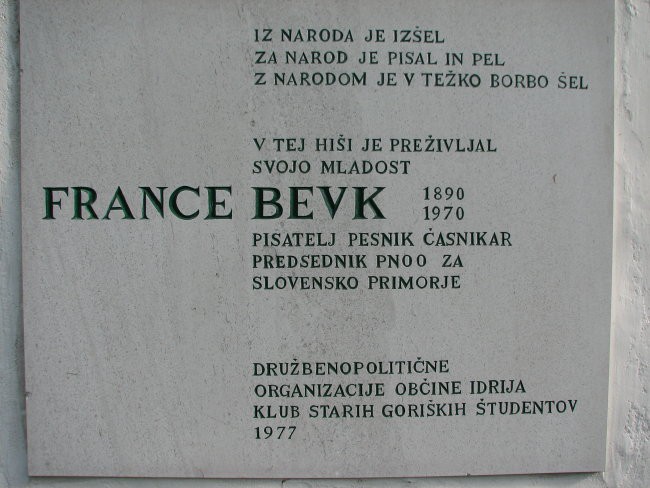 IZ NARODA JE IZŠEL
ZA NAROD JE PISAL IN PEL
Z NARODOM JE V TEŽKO BORBO ŠEL
V TEJ HIŠI JE PREŽIVLJAL
SVOJO MLADOST
FRANCE BEVK 1890
1970
PISATELJ PESNIK ČASNIKAR
PREDSEDNIK PNOO ZA
SLOVENSKO PRIMORJE
DRUŽBENOPOLITIČNE
ORGANIZACIJE OBČINE IDRIJA
KLUB STARIH GORIŠKIH ŠTUDENTOV
1977